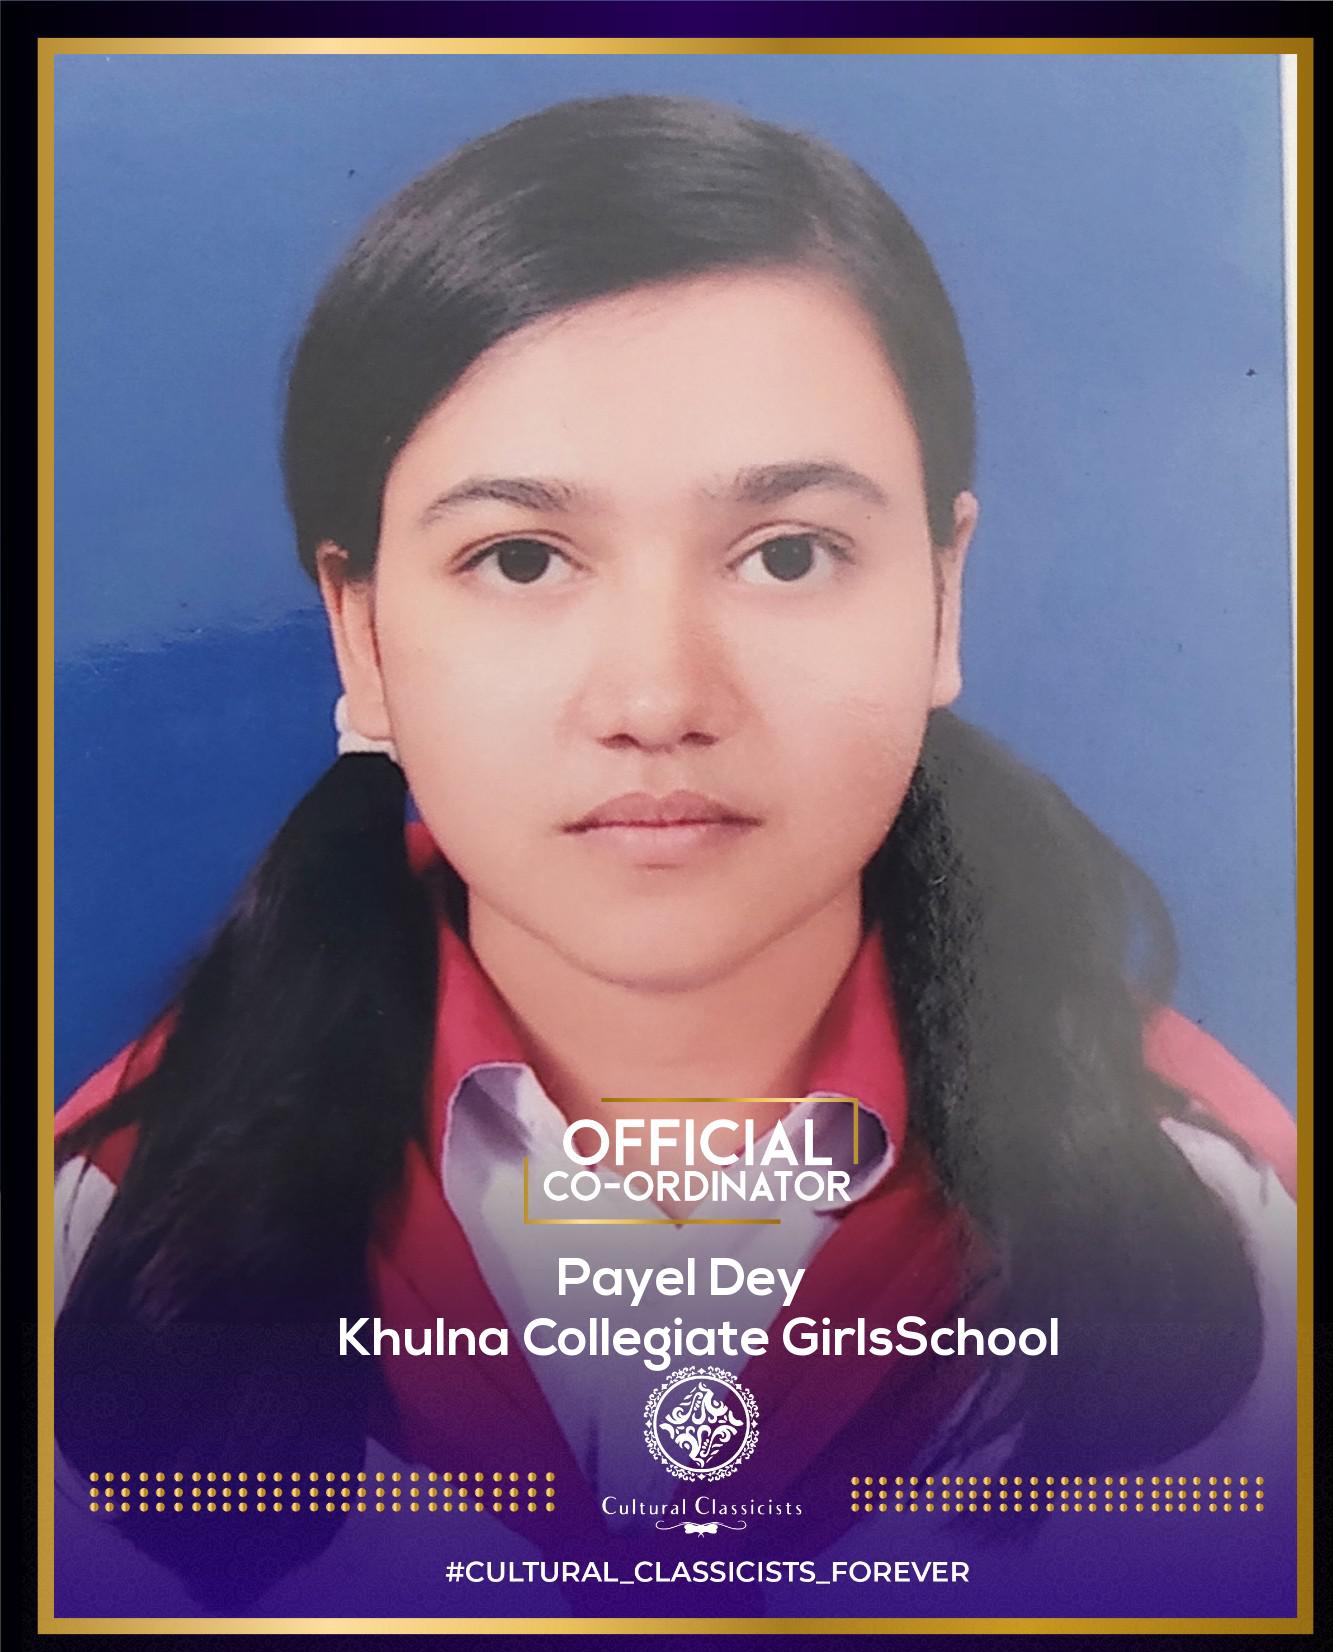 OFFICIAL
CO-ORDINATOR
Payel Dey
Khulna Collegiate GirlsSchool
Cultural Classicists
#CULTURAL_CLASSICISTS_FOREVER